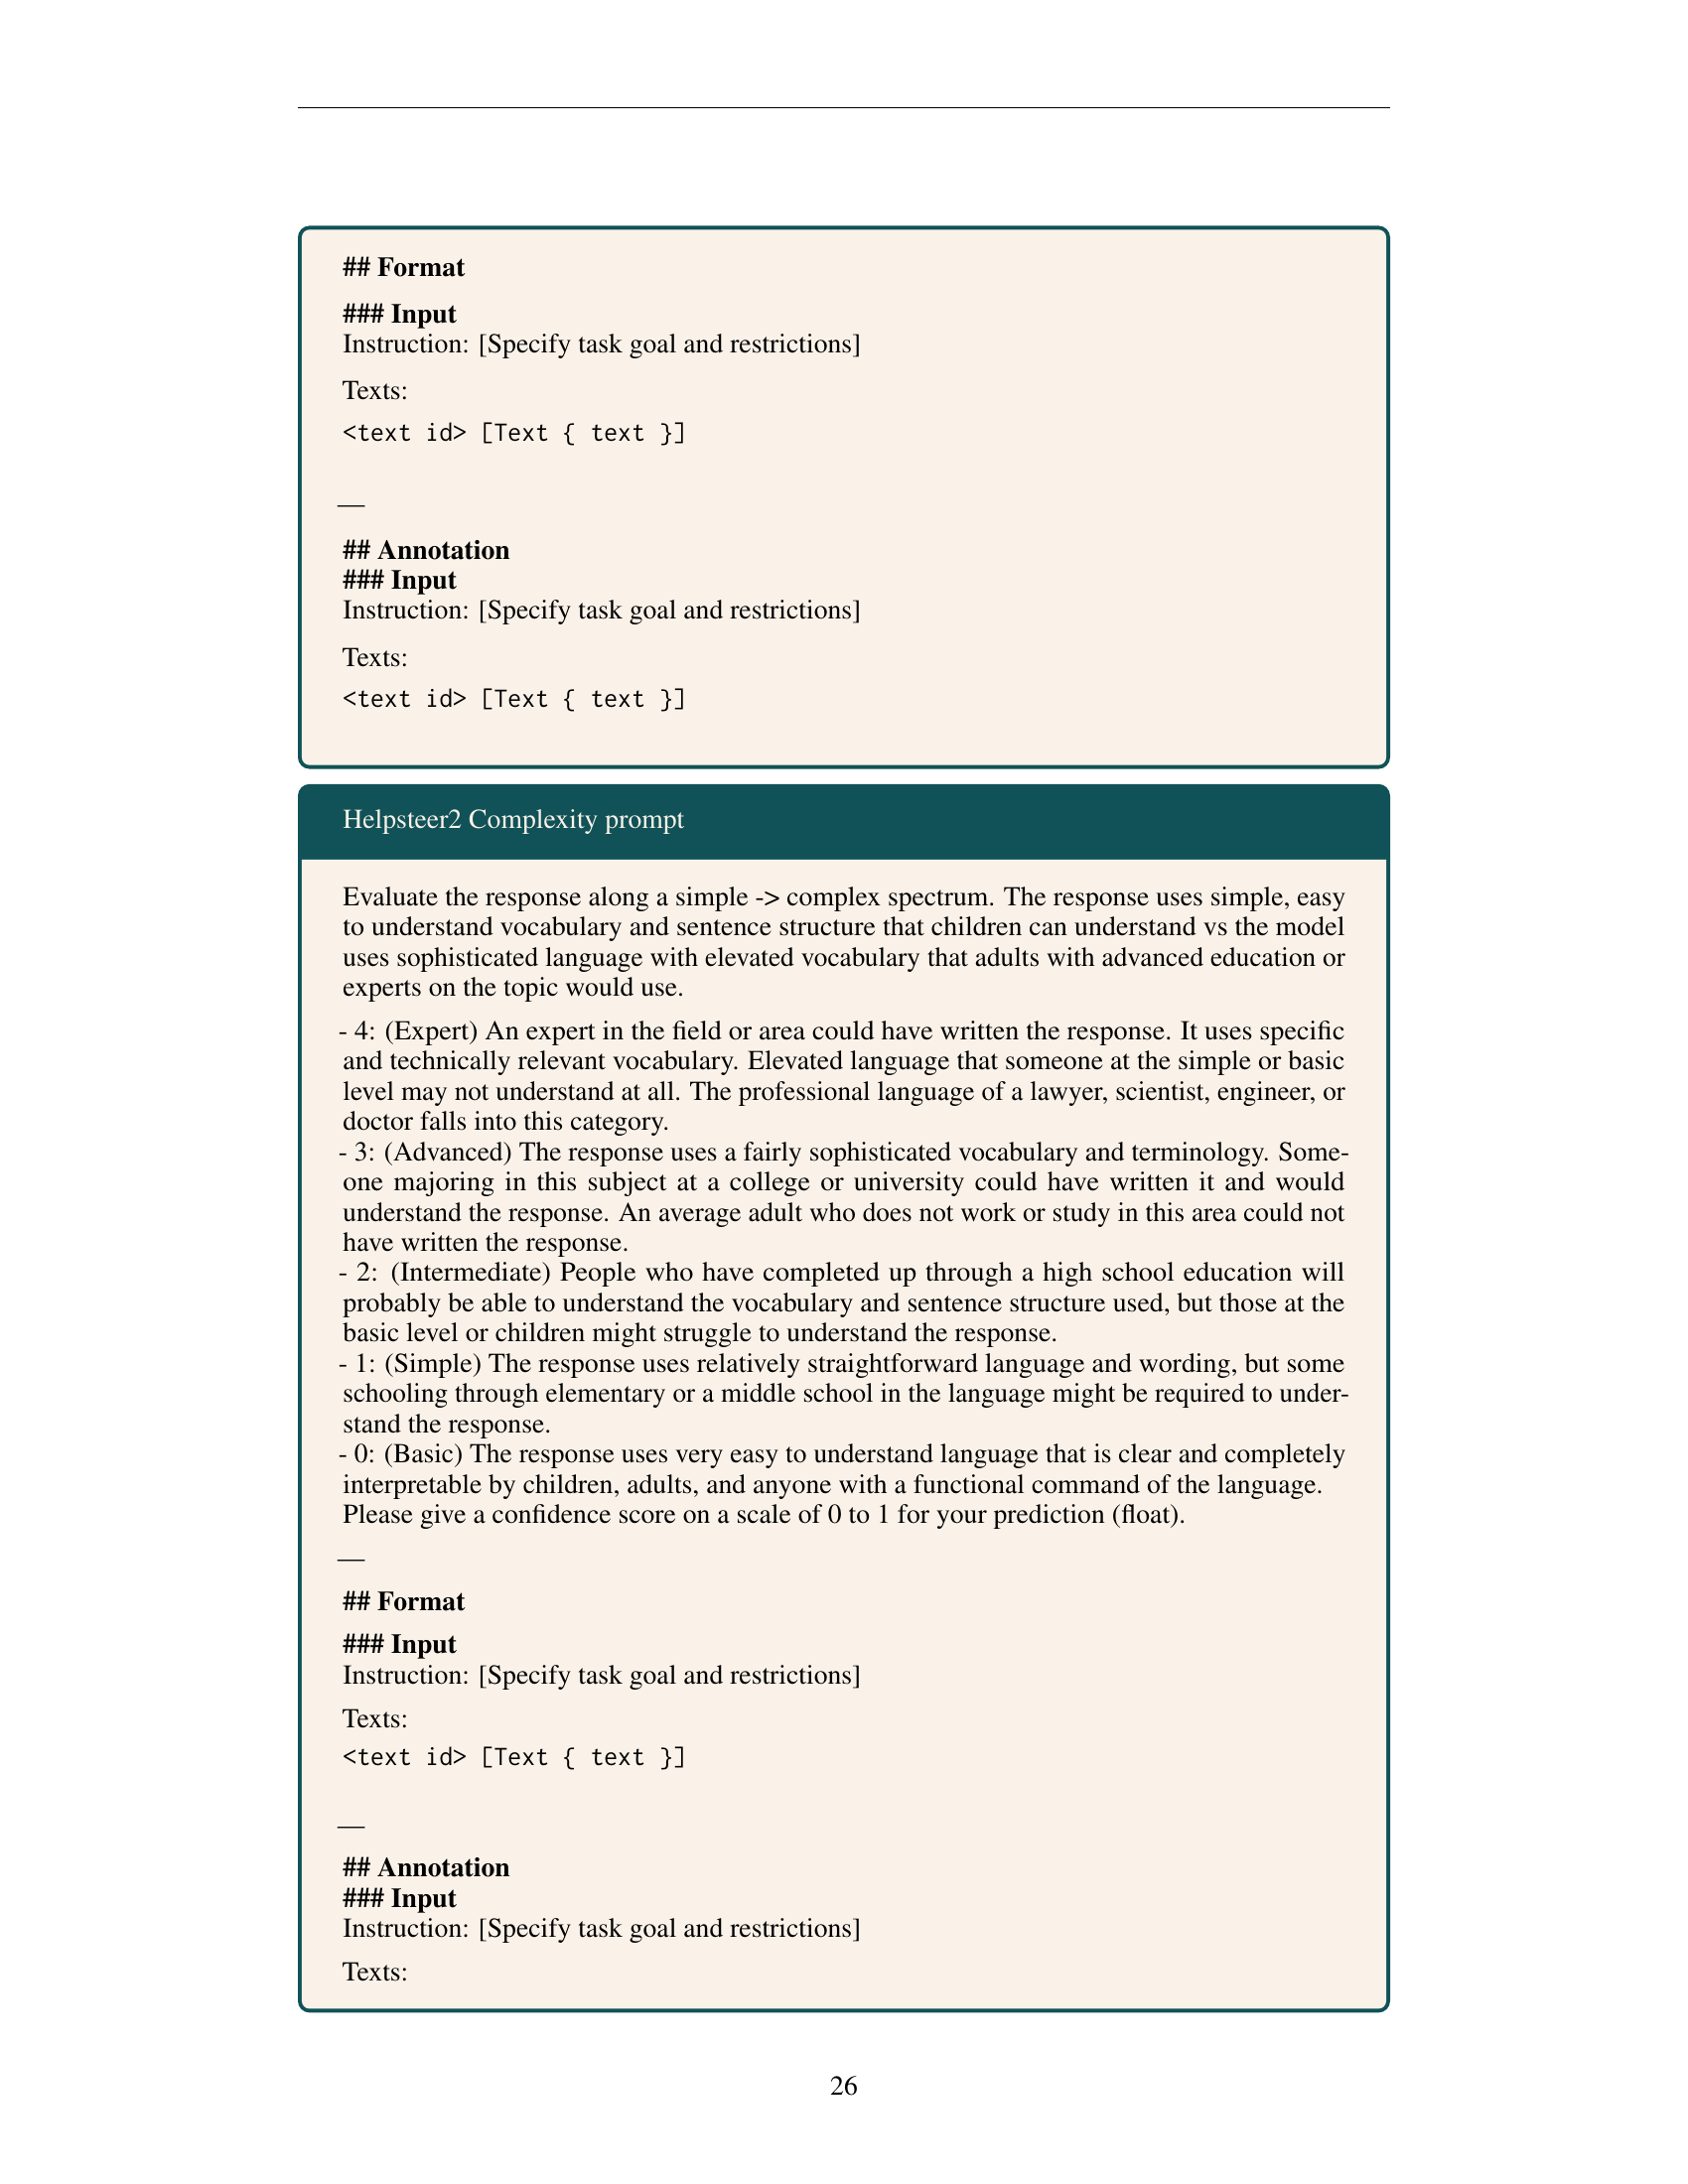 ## Format
### Input
Instruction: [Specify task goal and restrictions]
Texts:
<text id> [Text { text }]
—
## Annotation
### Input
Instruction: [Specify task goal and restrictions]
Texts:
<text id> [Text { text }]
Helpsteer2 Complexity prompt
Evaluate the response along a simple -> complex spectrum. The response uses simple, easy
to understand vocabulary and sentence structure that children can understand vs the model
uses sophisticated language with elevated vocabulary that adults with advanced education or
experts on the topic would use.
- 4: (Expert) An expert in the field or area could have written the response. It uses specific
and technically relevant vocabulary. Elevated language that someone at the simple or basic
level may not understand at all. The professional language of a lawyer, scientist, engineer, or
doctor falls into this category.
- 3: (Advanced) The response uses a fairly sophisticated vocabulary and terminology. Some-
one majoring in this subject at a college or university could have written it and would
understand the response. An average adult who does not work or study in this area could not
have written the response.
- 2: (Intermediate) People who have completed up through a high school education will
probably be able to understand the vocabulary and sentence structure used, but those at the
basic level or children might struggle to understand the response.
- 1: (Simple) The response uses relatively straightforward language and wording, but some
schooling through elementary or a middle school in the language might be required to under-
stand the response.
- 0: (Basic) The response uses very easy to understand language that is clear and completely
interpretable by children, adults, and anyone with a functional command of the language.
Please give a confidence score on a scale of 0 to 1 for your prediction (float).
—
## Format
### Input
Instruction: [Specify task goal and restrictions]
Texts:
<text id> [Text { text }]
—
## Annotation
### Input
Instruction: [Specify task goal and restrictions]
Texts:
26